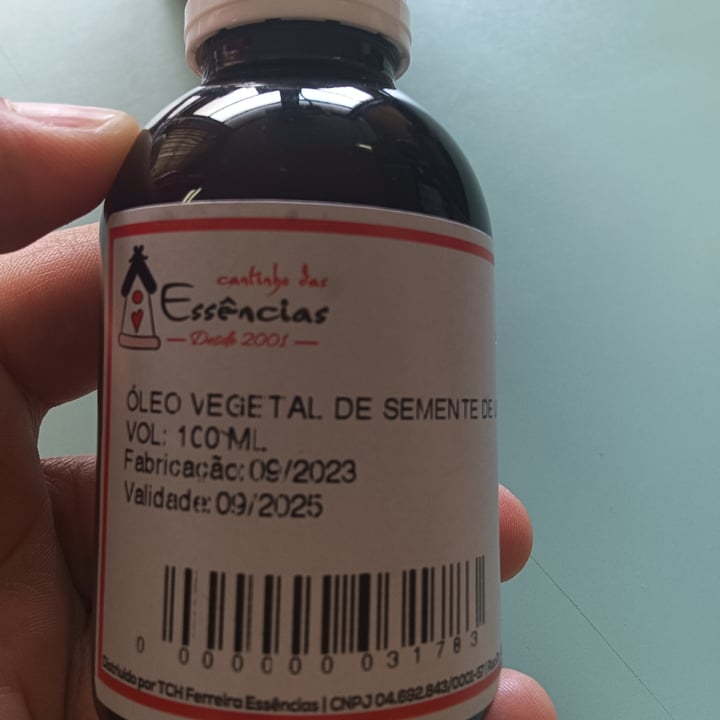 cantinho das
Essências
Desde 2001
ÓLEO VEGETAL DE SEMENTE DE
VOL: 100 ML
Fabricação: 09/2023
Validade: 09/2025
0 000000 031783
Distribuido por TCH Ferreira Essências | CNPJ 04.692.843/0001-57 |